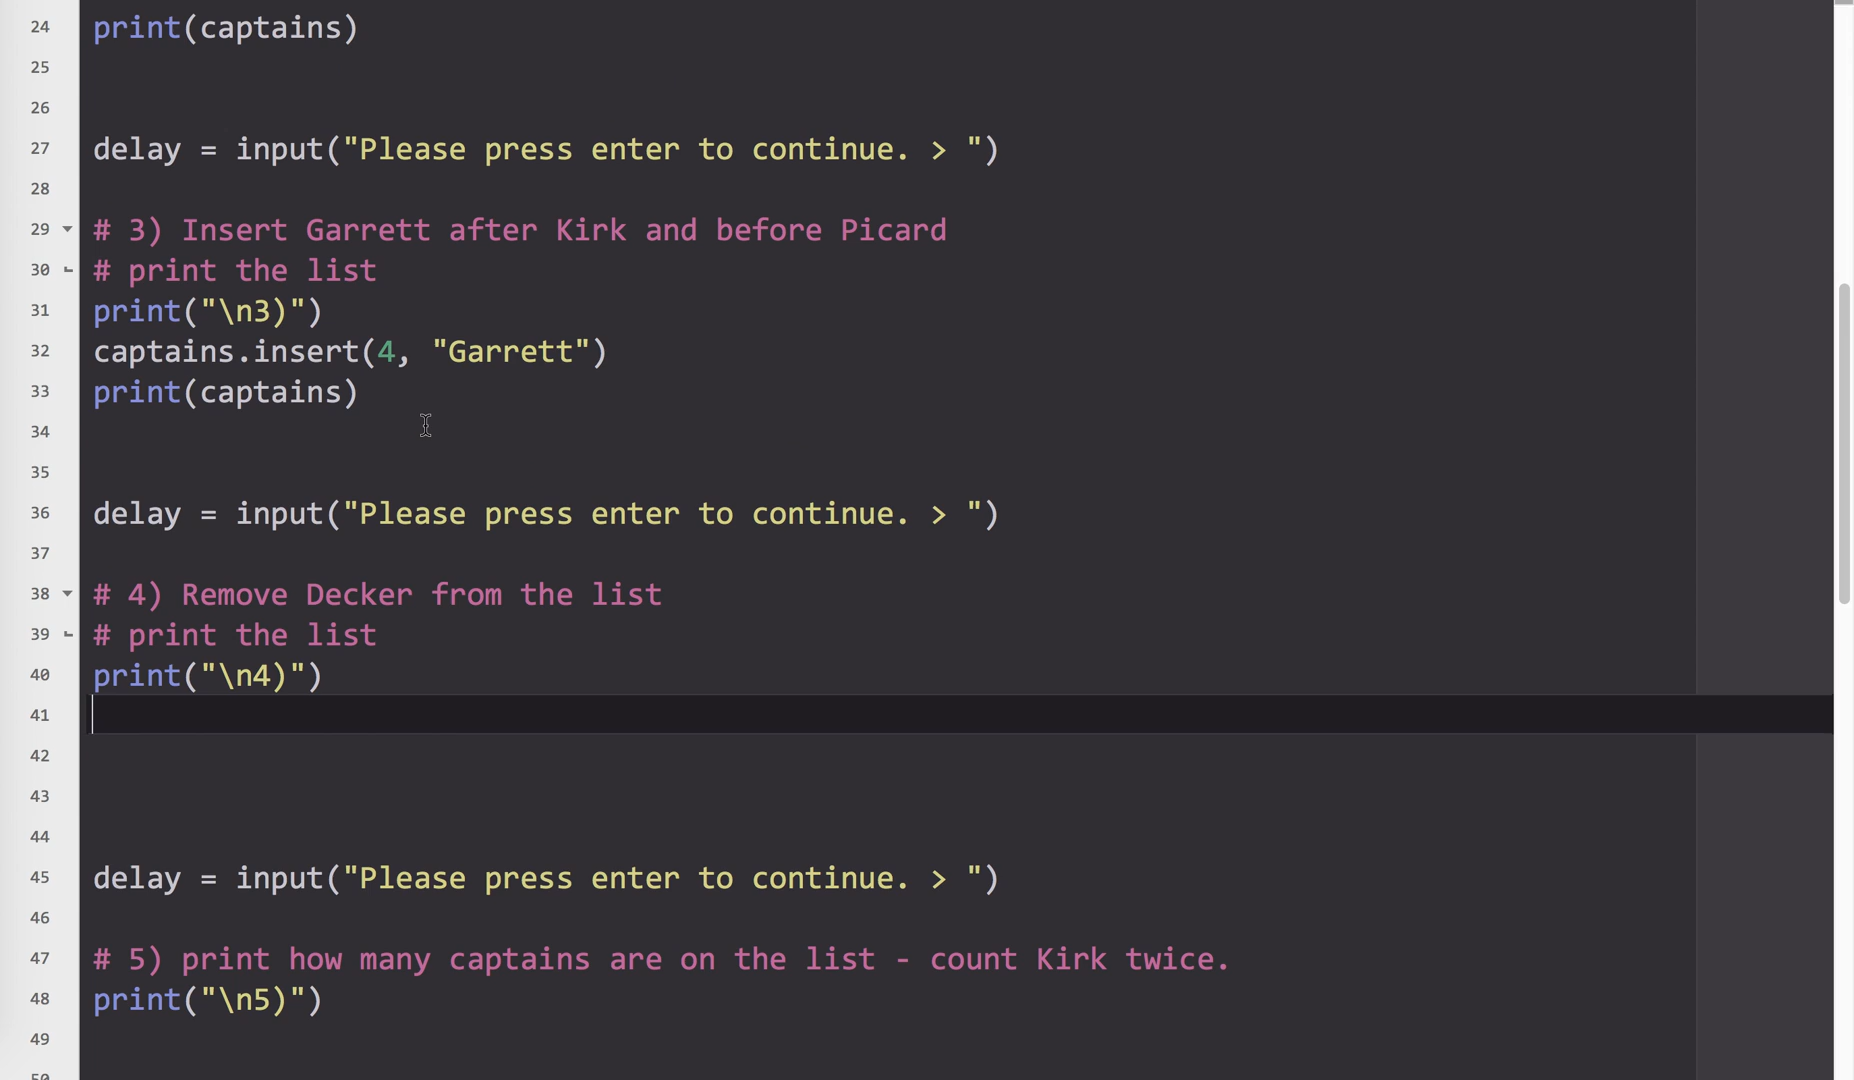 24 print(captains)
25
26
27 delay = input("Please press enter to continue. > ")
28
29 # 3) Insert Garrett after Kirk and before Picard
30 # print the list
31 print("\n3)")
32 captains.insert(4, "Garrett")
33 print(captains)
34
35
36 delay = input("Please press enter to continue. > ")
37
38 # 4) Remove Decker from the list
39 # print the list
40 print("\n4)")
41
42
43
44
45 delay = input("Please press enter to continue. > ")
46
47 # 5) print how many captains are on the list - count Kirk twice.
48 print("\n5)")
49
50